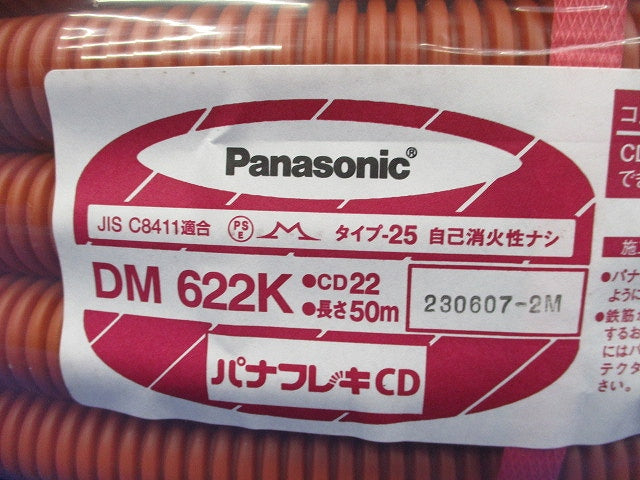 Panasonic®
JIS C8411適合 PSE タイプ-25 自己消火性ナシ
DM 622K
●CD22
●長さ50m
230607-2M
パナフレキCD
コ
CD
でき
施
●パナ
ように
●鉄筋
するお
にはパ
テクタ
さい。